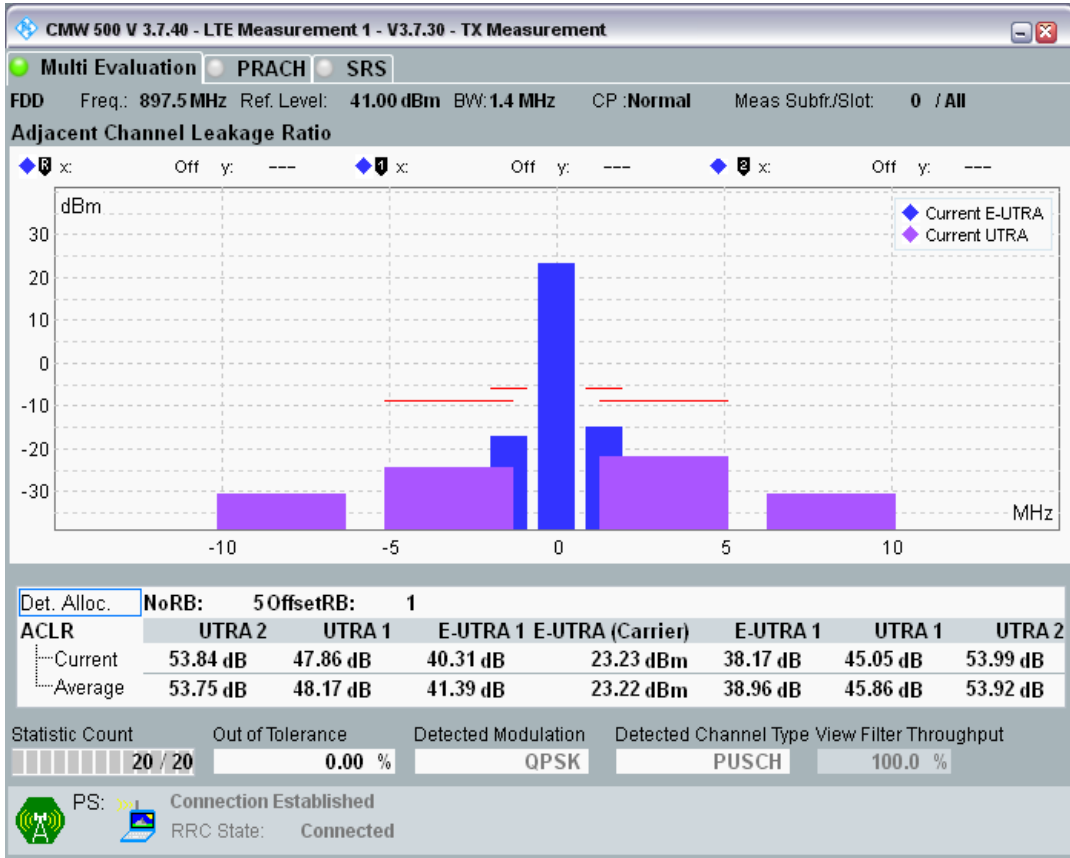 CMW 500 V 3.7.40 - LTE Measurement 1 - V3.7.30 - TX Measurement
Multi Evaluation PRACH SRS
FDD Freq.: 897.5 MHz Ref. Level: 41.00 dBm BW: 1.4 MHz CP :Normal Meas Subfr./Slot: 0 / All
Adjacent Channel Leakage Ratio
R x: Off y: --- 1 x: Off y: --- 2 x: Off y: ---
dBm
Current E-UTRA
Current UTRA
30
20
10
0
-10
-20
-30
MHz
-10 -5 0 5 10
Det. Alloc. NoRB: 5 OffsetRB: 1
ACLR UTRA 2 UTRA 1 E-UTRA 1 E-UTRA (Carrier) E-UTRA 1 UTRA 1 UTRA 2
Current 53.84 dB 47.86 dB 40.31 dB 23.23 dBm 38.17 dB 45.05 dB 53.99 dB
Average 53.75 dB 48.17 dB 41.39 dB 23.22 dBm 38.96 dB 45.86 dB 53.92 dB
Statistic Count Out of Tolerance Detected Modulation Detected Channel Type View Filter Throughput
20 / 20 0.00 % QPSK PUSCH 100.0 %
PS: Connection Established
RRC State: Connected